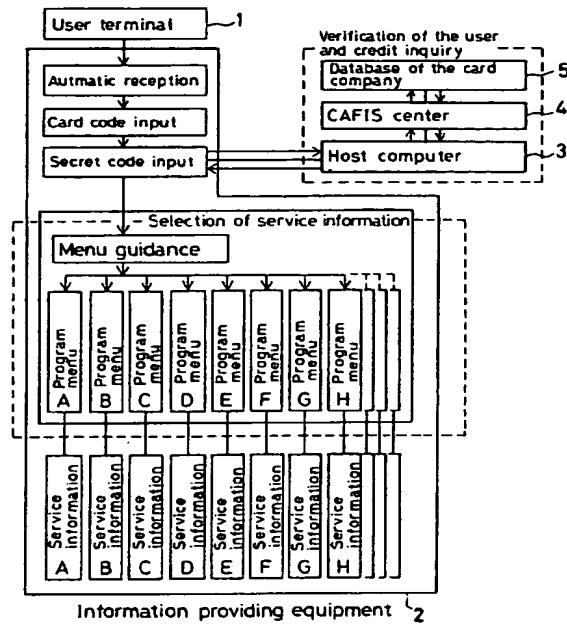 User terminal
1
Verification of the user
and credit inquiry
Autmatic reception
Database of the card
company
5
Card code input
CAFIS center
4
Secret code input
Host computer
3
Selection of service information
Menu guidance
Program menu A
Program menu B
Program menu C
Program menu D
Program menu E
Program menu F
Program menu G
Program menu H
Service information A
Service information B
Service information C
Service information D
Service information E
Service information F
Service information G
Service information H
Information providing equipment
2